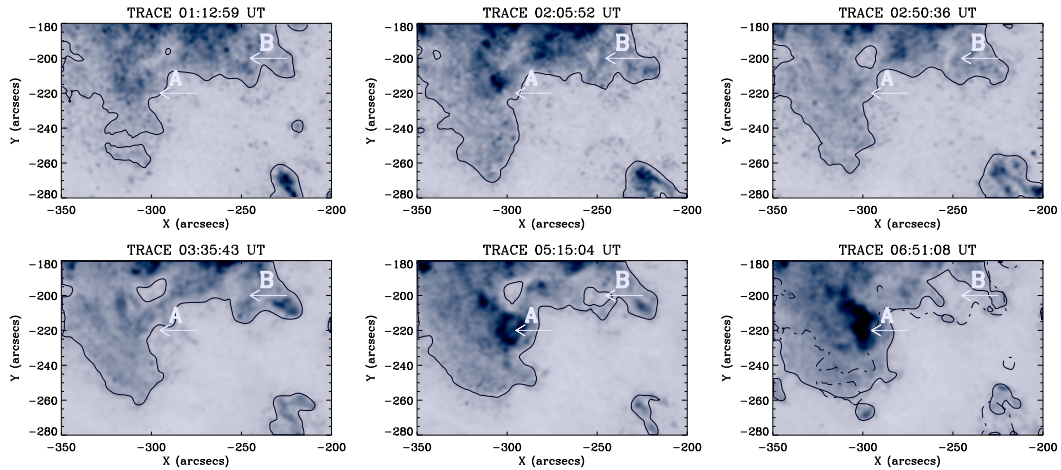 TRACE 01:12:59 UT
TRACE 02:05:52 UT
TRACE 02:50:36 UT
-180
-200
-220
-240
-260
-280
Y (arcsecs)
A
B
-350
-300
-250
-200
X (arcsecs)
-180
-200
-220
-240
-260
-280
Y (arcsecs)
A
B
-350
-300
-250
-200
X (arcsecs)
-180
-200
-220
-240
-260
-280
Y (arcsecs)
A
B
-350
-300
-250
-200
X (arcsecs)
TRACE 03:35:43 UT
TRACE 05:15:04 UT
TRACE 06:51:08 UT
-180
-200
-220
-240
-260
-280
Y (arcsecs)
A
B
-350
-300
-250
-200
X (arcsecs)
-180
-200
-220
-240
-260
-280
Y (arcsecs)
A
B
-350
-300
-250
-200
X (arcsecs)
-180
-200
-220
-240
-260
-280
Y (arcsecs)
A
B
-350
-300
-250
-200
X (arcsecs)